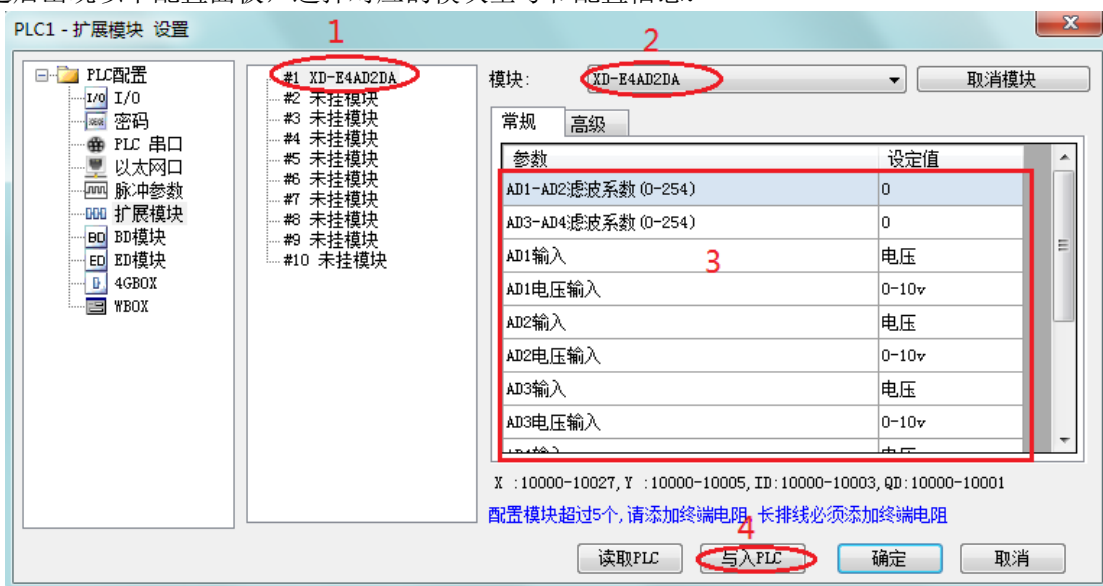 PLC1 - 扩展模块 设置
1
2
PLC配置
I/O I/O
密码
PLC 串口
以太网口
脉冲参数
扩展模块
BD BD模块
ED ED模块
4GBOX
WBOX
#1 XD-E4AD2DA
#2 未挂模块
#3 未挂模块
#4 未挂模块
#5 未挂模块
#6 未挂模块
#7 未挂模块
#8 未挂模块
#9 未挂模块
#10 未挂模块
模块: XD-E4AD2DA 取消模块
常规 高级
参数 设定值
AD1-AD2滤波系数(0-254) 0
AD3-AD4滤波系数(0-254) 0
AD1输入 电压
3
AD1电压输入 0-10v
AD2输入 电压
AD2电压输入 0-10v
AD3输入 电压
AD3电压输入 0-10v
X :10000-10027,Y :10000-10005,ID:10000-10003,QD:10000-10001
配置模块超过5个,请添加终端电阻,长排线必须添加终端电阻
4
读取PLC 写入PLC 确定 取消